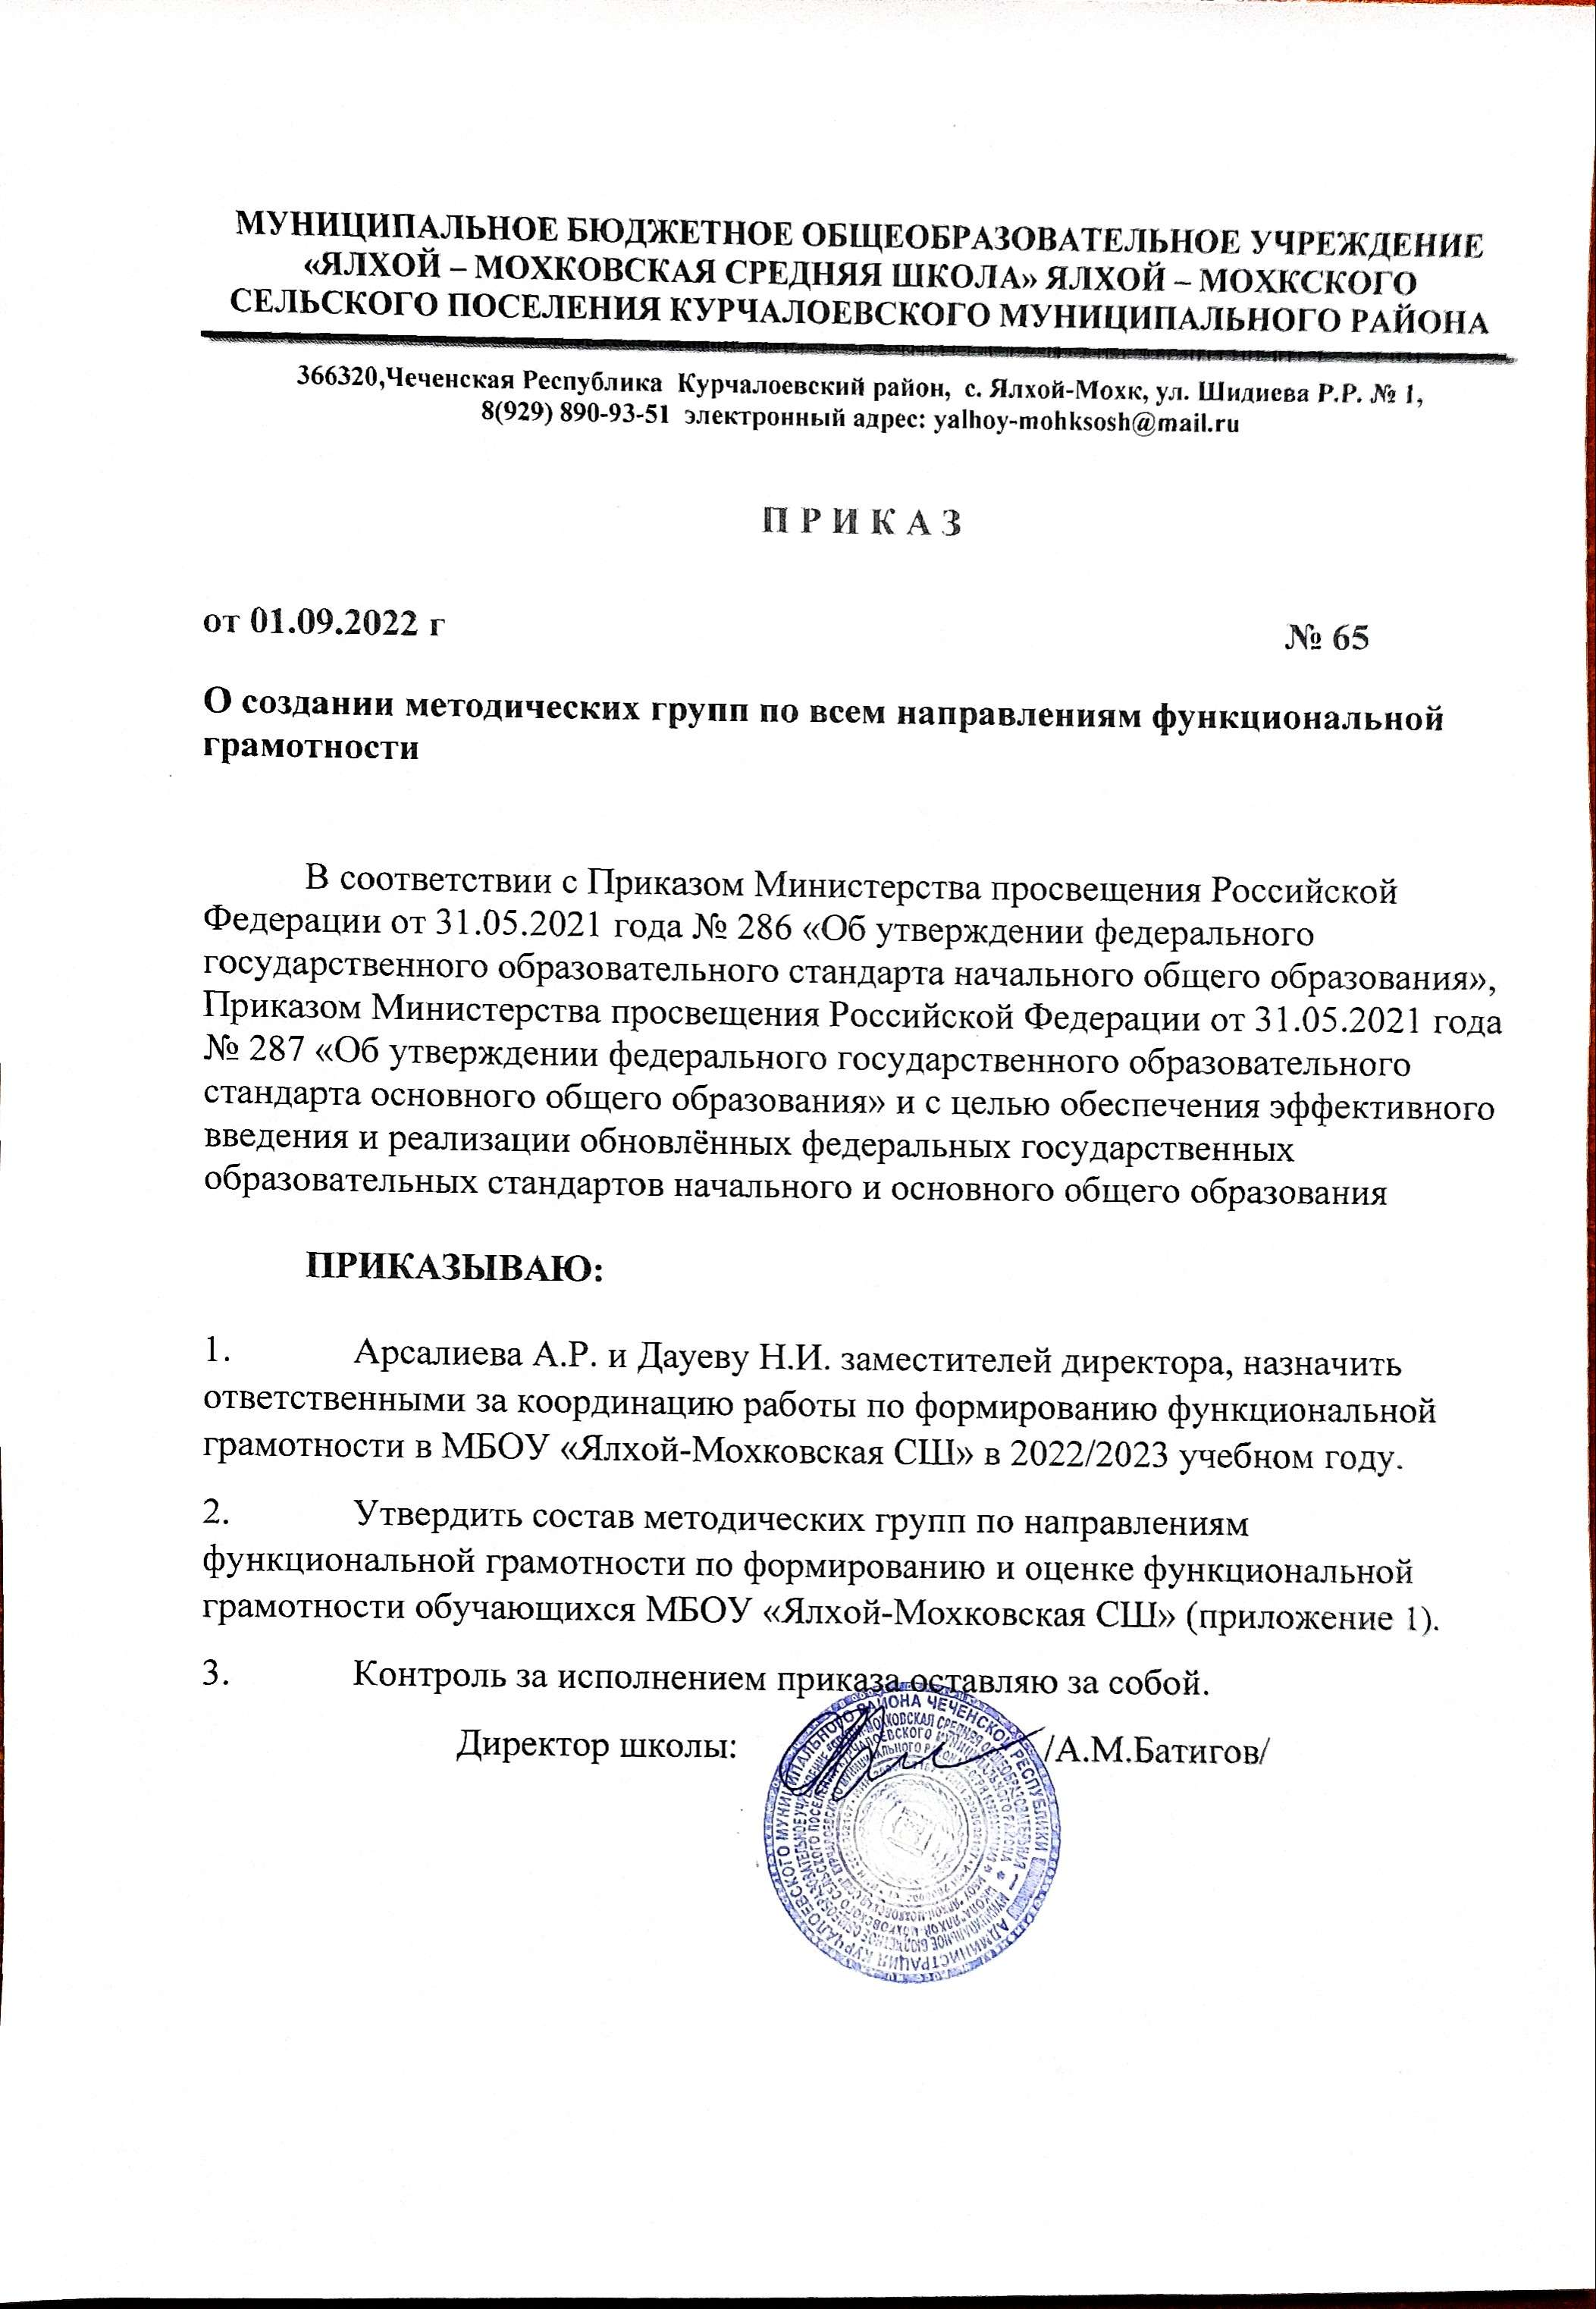 МУНИЦИПАЛЬНОЕ БЮДЖЕТНОЕ ОБЩЕОБРАЗОВАТЕЛЬНОЕ УЧРЕЖДЕНИЕ
«ЯЛХОЙ – МОХКОВСКАЯ СРЕДНЯЯ ШКОЛА» ЯЛХОЙ – МОХКСКОГО
СЕЛЬСКОГО ПОСЕЛЕНИЯ КУРЧАЛОЕВСКОГО МУНИЦИПАЛЬНОГО РАЙОНА
366320,Чеченская Республика Курчалоевский район, с. Ялхой-Мохк, ул. Шидиева Р.Р. № 1,
8(929) 890-93-51 электронный адрес: yalhoy-mohksosh@mail.ru
П Р И К А З
от 01.09.2022 г № 65
О создании методических групп по всем направлениям функциональной
грамотности
В соответствии с Приказом Министерства просвещения Российской
Федерации от 31.05.2021 года № 286 «Об утверждении федерального
государственного образовательного стандарта начального общего образования»,
Приказом Министерства просвещения Российской Федерации от 31.05.2021 года
№ 287 «Об утверждении федерального государственного образовательного
стандарта основного общего образования» и с целью обеспечения эффективного
введения и реализации обновлённых федеральных государственных
образовательных стандартов начального и основного общего образования
ПРИКАЗЫВАЮ:
1. Арсалиева А.Р. и Дауеву Н.И. заместителей директора, назначить
ответственными за координацию работы по формированию функциональной
грамотности в МБОУ «Ялхой-Мохковская СШ» в 2022/2023 учебном году.
2. Утвердить состав методических групп по направлениям
функциональной грамотности по формированию и оценке функциональной
грамотности обучающихся МБОУ «Ялхой-Мохковская СШ» (приложение 1).
3. Контроль за исполнением приказа оставляю за собой.
Директор школы: /А.М.Батигов/
АДМИНИСТРАЦИЯ КУРЧАЛОЕВСКОГО МУНИЦИПАЛЬНОГО РАЙОНА ЧЕЧЕНСКОЙ РЕСПУБЛИКИ